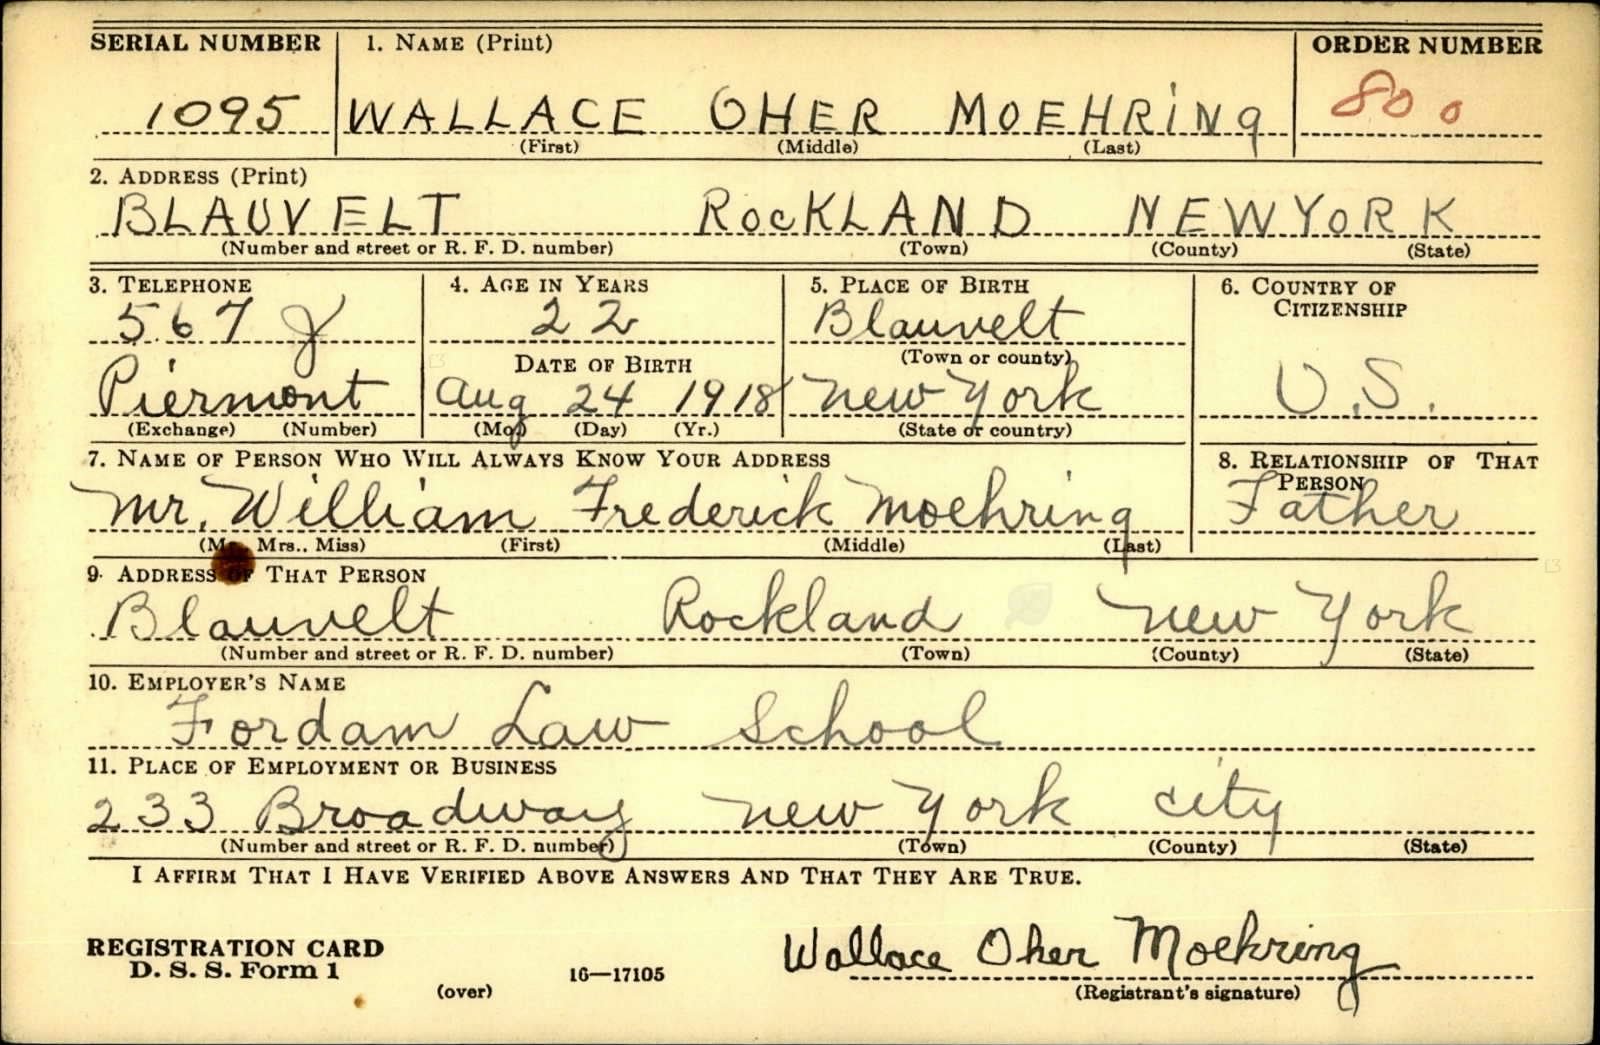 SERIAL NUMBER 1. NAME (Print) ORDER NUMBER
1095 WALLACE OHER MOEHRiNg 800
(First) (Middle) (Last)
2. ADDRESS (Print)
BLAUVELT RocKLAND NEW YoRK
(Number and street or R. F. D. number) (Town) (County) (State)
3. TELEPHONE 4. AGE IN YEARS 5. PLACE OF BIRTH 6. COUNTRY OF
CITIZENSHIP
567 J 22 Blauvelt
(Town or county)
DATE OF BIRTH
Piermont Aug 24 1918 New York U.S.
(Exchange) (Number) (Mo.) (Day) (Yr.) (State or country)
7. NAME OF PERSON WHO WILL ALWAYS KNOW YOUR ADDRESS 8. RELATIONSHIP OF THAT
PERSON
Mr. William Frederick Moehring Father
(Mr., Mrs., Miss) (First) (Middle) (Last)
9. ADDRESS OF THAT PERSON
Blauvelt Rockland New York
(Number and street or R. F. D. number) (Town) (County) (State)
10. EMPLOYER'S NAME
Fordam Law School
11. PLACE OF EMPLOYMENT OR BUSINESS
233 Broadway New York City
(Number and street or R. F. D. number) (Town) (County) (State)
I AFFIRM THAT I HAVE VERIFIED ABOVE ANSWERS AND THAT THEY ARE TRUE.
REGISTRATION CARD
D. S. S. Form 1
(over)
16—17105
Wallace Oher Moehring
(Registrant's signature)